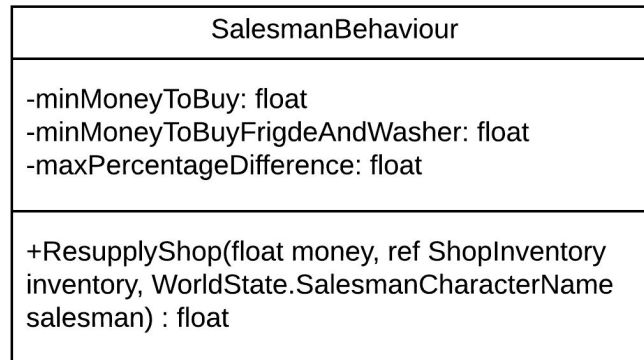 SalesmanBehaviour
-minMoneyToBuy: float
-minMoneyToBuyFrigdeAndWasher: float
-maxPercentageDifference: float
+ResupplyShop(float money, ref ShopInventory
inventory, WorldState.SalesmanCharacterName
salesman) : float